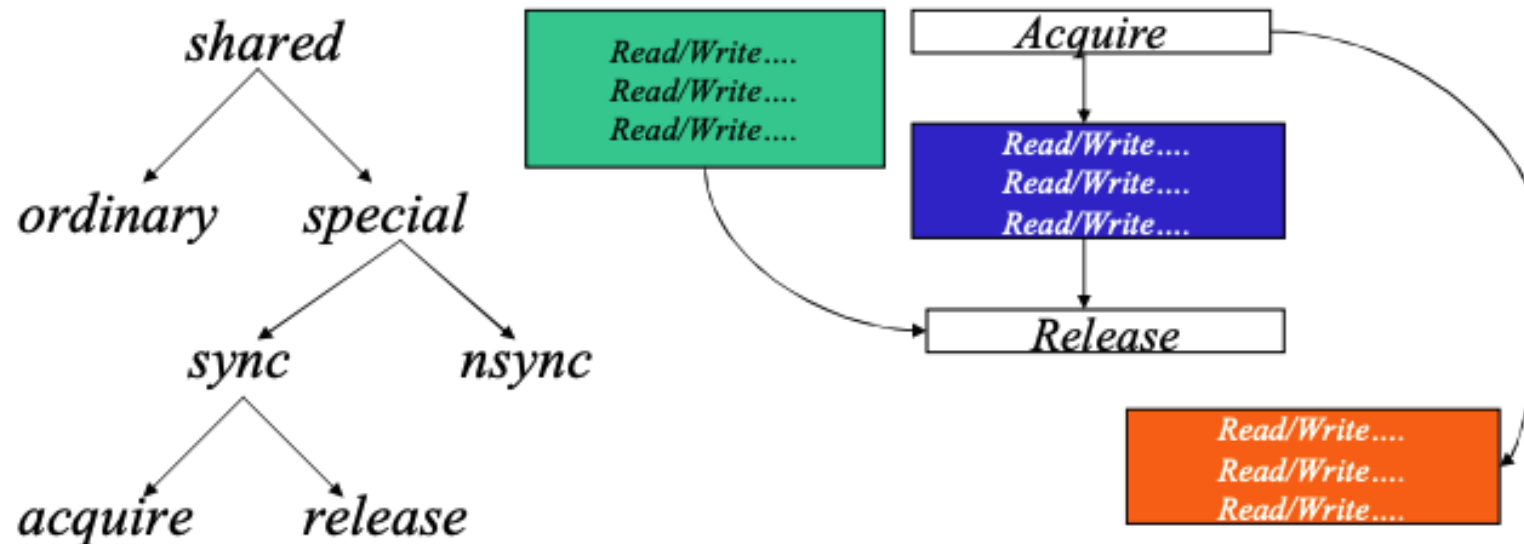 shared
ordinary special
sync nsync
acquire release
Read/Write....
Read/Write....
Read/Write....
Acquire
Read/Write....
Read/Write....
Read/Write....
Release
Read/Write....
Read/Write....
Read/Write....